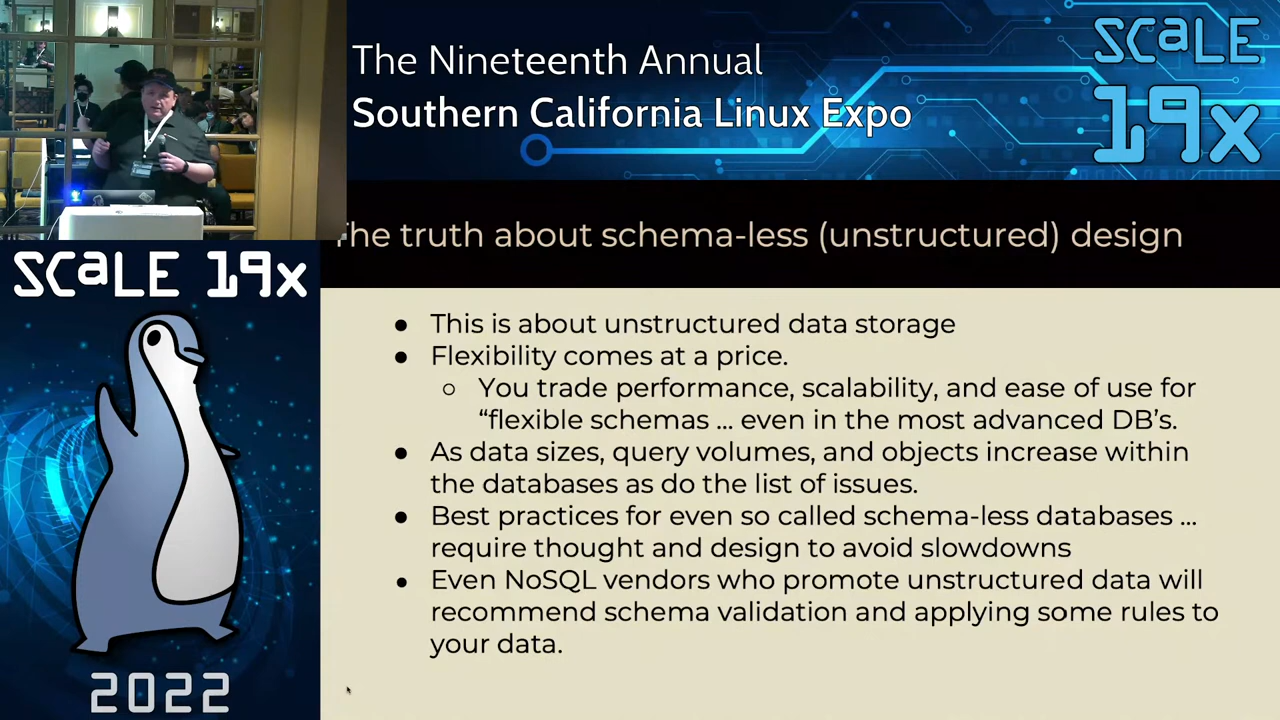 The Nineteenth Annual
Southern California Linux Expo
SCaLE
19x
The truth about schema-less (unstructured) design
SCaLE 19x
2022
● This is about unstructured data storage
● Flexibility comes at a price.
○ You trade performance, scalability, and ease of use for
“flexible schemas ... even in the most advanced DB’s.
● As data sizes, query volumes, and objects increase within
the databases as do the list of issues.
● Best practices for even so called schema-less databases ...
require thought and design to avoid slowdowns
● Even NoSQL vendors who promote unstructured data will
recommend schema validation and applying some rules to
your data.